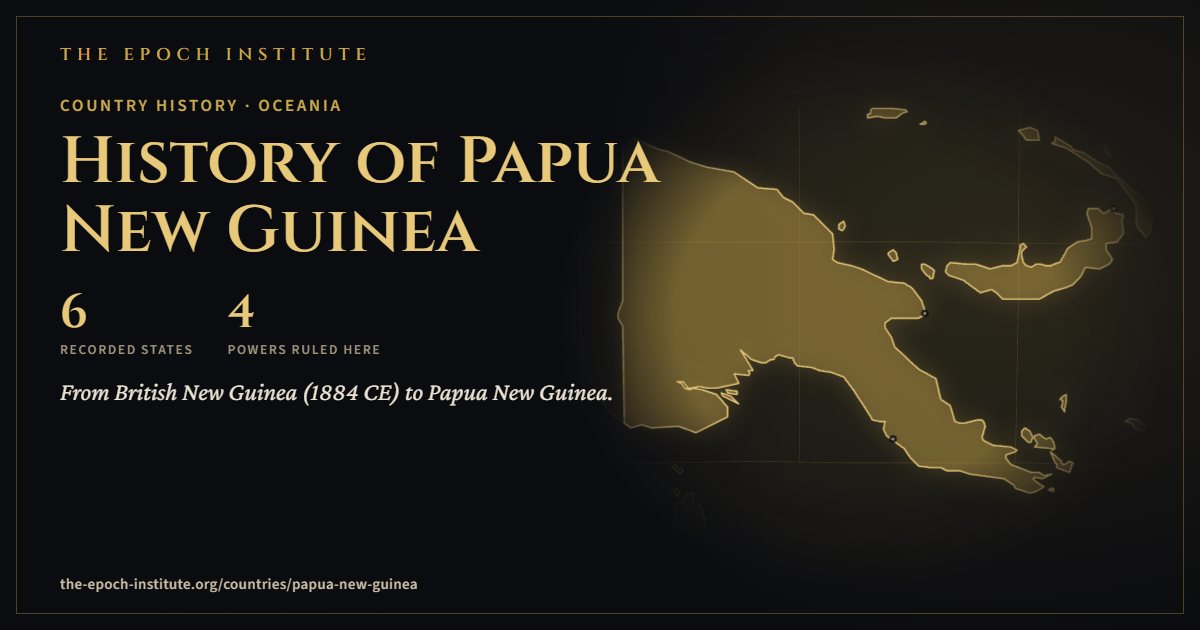 THE EPOCH INSTITUTE
COUNTRY HISTORY · OCEANIA
History of Papua
New Guinea
6
4
RECORDED STATES
POWERS RULED HERE
From British New Guinea (1884 CE) to Papua New Guinea.
the-epoch-institute.org/countries/papua-new-guinea